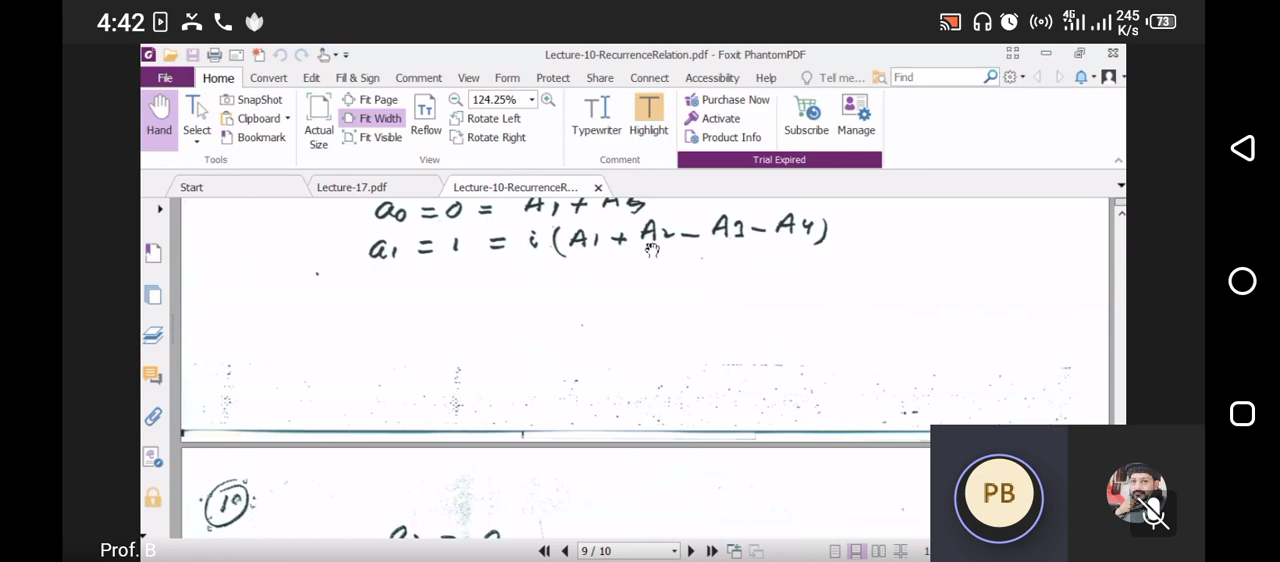 4:42
4G
245
K/s
73
Lecture-10-RecurrenceRelation.pdf - Foxit PhantomPDF
File Home Convert Edit Fill & Sign Comment View Form Protect Share Connect Accessibility Help Tell me... Find
Hand
Select
SnapShot
Clipboard
Bookmark
Tools
Actual
Size
Fit Page
Fit Width
Fit Visible
Reflow
124.25%
Rotate Left
Rotate Right
View
Typewriter
Highlight
Comment
Purchase Now
Activate
Product Info
Subscribe
Manage
Trial Expired
Start
Lecture-17.pdf
Lecture-10-RecurrenceR...
a0 = 0 = A1 + A3
a1 = 1 = i(A1 + A2 - A3 - A4)
10
PB
Prof. B
9 / 10